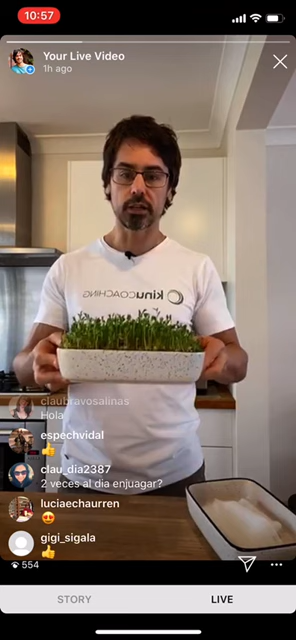 10:57
Your Live Video
1h ago
kinuCOACHING
claubravosalinas
Hola
espechvidal
👍
clau_dia2387
2 veces al dia enjuagar?
luciaechaurren
😍
gigi_sigala
👍
554
STORY
LIVE